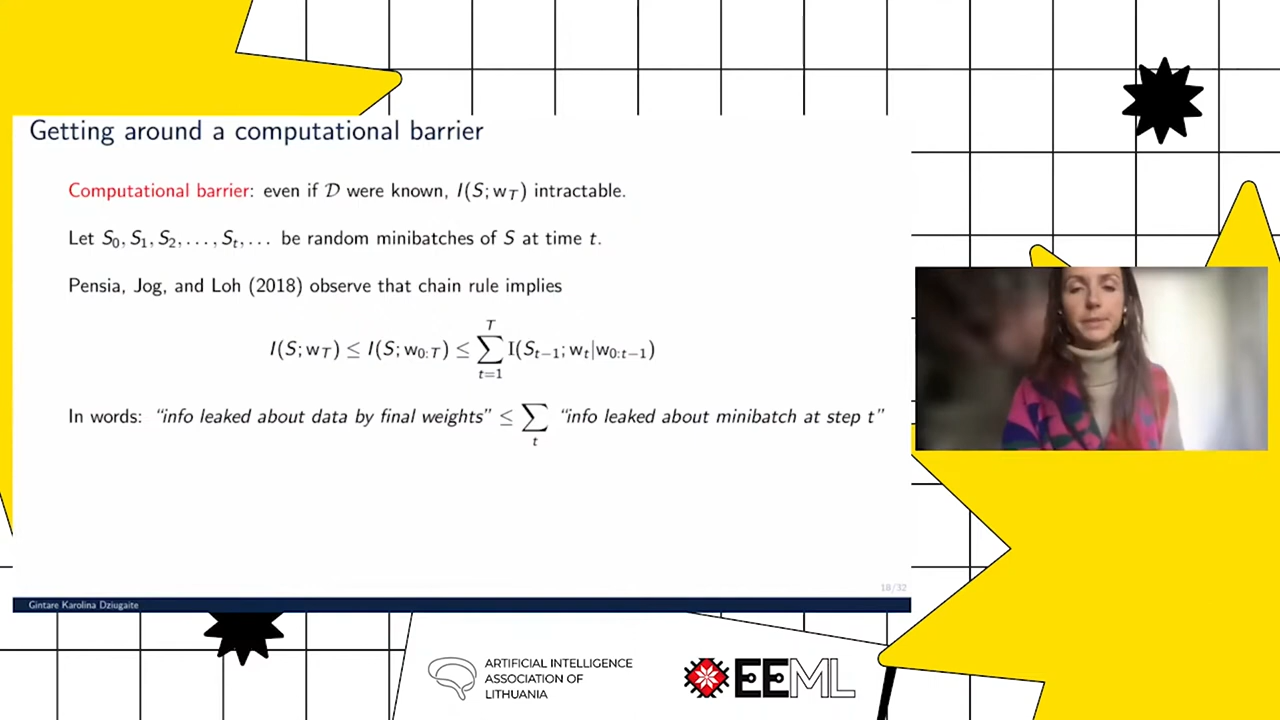 Getting around a computational barrier
Computational barrier: even if 𝒟 were known, I(S; w_T) intractable.
Let S_0, S_1, S_2, . . . , S_t, . . . be random minibatches of S at time t.
Pensia, Jog, and Loh (2018) observe that chain rule implies
I(S; w_T) ≤ I(S; w_{0:T}) ≤ ∑_{t=1}^{T} I(S_{t−1}; w_t|w_{0:t−1})
In words: “info leaked about data by final weights” ≤ ∑_t “info leaked about minibatch at step t”
18/32
Gintare Karolina Dziugaite
ARTIFICIAL INTELLIGENCE
ASSOCIATION OF
LITHUANIA
EEML